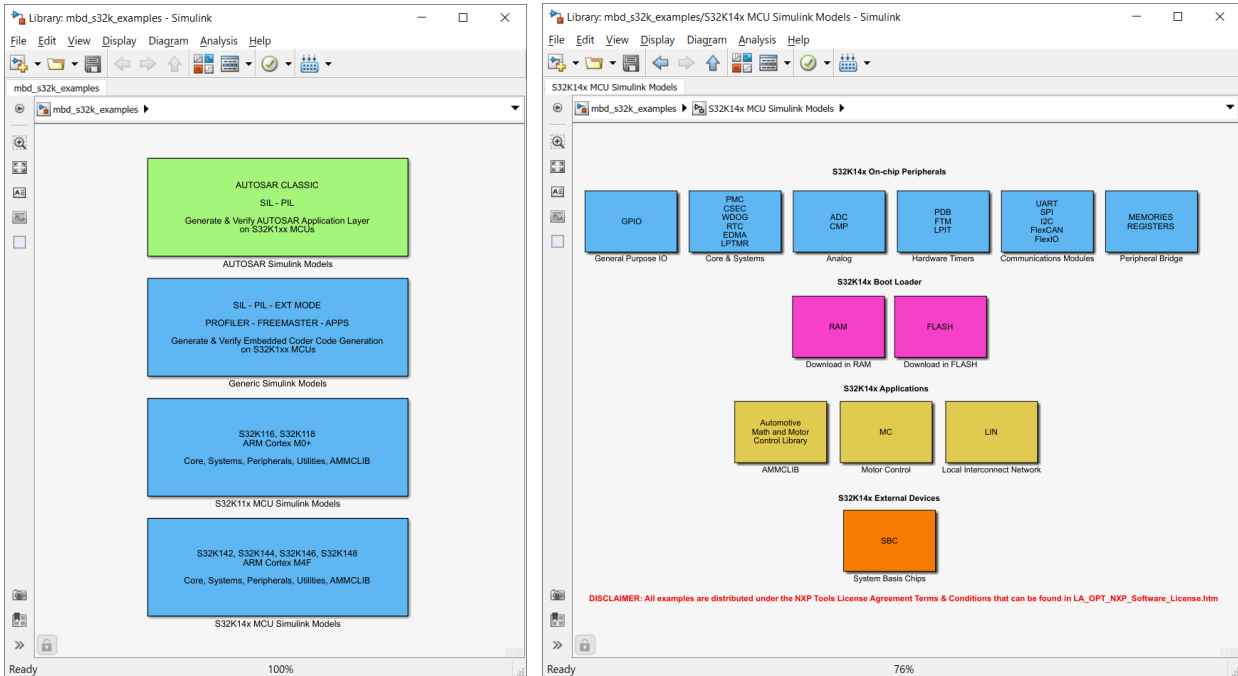 Library: mbd_s32k_examples - Simulink
File Edit View Display Diagram Analysis Help
mbd_s32k_examples
mbd_s32k_examples
AUTOSAR CLASSIC
SIL - PIL
Generate & Verify AUTOSAR Application Layer
on S32K1xx MCUs
AUTOSAR Simulink Models
SIL - PIL - EXT MODE
PROFILER - FREEMASTER - APPS
Generate & Verify Embedded Coder Code Generation
on S32K1xx MCUs
Generic Simulink Models
S32K116, S32K118
ARM Cortex M0+
Core, Systems, Peripherals, Utilities, AMMCLIB
S32K11x MCU Simulink Models
S32K142, S32K144, S32K146, S32K148
ARM Cortex M4F
Core, Systems, Peripherals, Utilities, AMMCLIB
S32K14x MCU Simulink Models
Ready 100%
Library: mbd_s32k_examples/S32K14x MCU Simulink Models - Simulink
File Edit View Display Diagram Analysis Help
S32K14x MCU Simulink Models
mbd_s32k_examples S32K14x MCU Simulink Models
S32K14x On-chip Peripherals
GPIO
General Purpose IO
PMC
CSEC
WDOG
RTC
EDMA
LPTMR
Core & Systems
ADC
CMP
Analog
PDB
FTM
LPIT
Hardware Timers
UART
SPI
I2C
FlexCAN
FlexIO
Communications Modules
MEMORIES
REGISTERS
Peripheral Bridge
S32K14x Boot Loader
RAM
Download in RAM
FLASH
Download in FLASH
S32K14x Applications
Automotive
Math and Motor
Control Library
AMMCLIB
MC
Motor Control
LIN
Local Interconnect Network
S32K14x External Devices
SBC
System Basis Chips
DISCLAIMER: All examples are distributed under the NXP Tools License Agreement Terms & Conditions that can be found in LA_OPT_NXP_Software_License.htm
Ready 76%